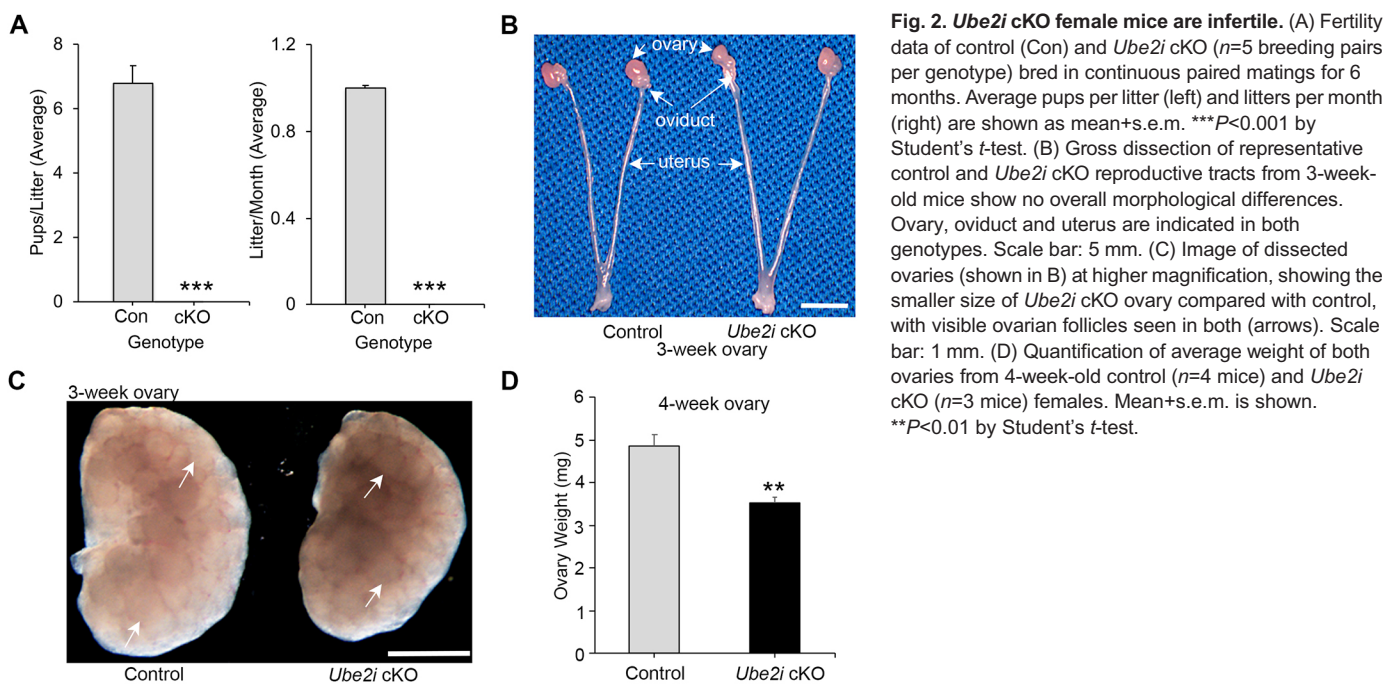 A
8
6
4
2
0
Pups/Litter (Average)
***
Con
cKO
Genotype
1.2
0.8
0.4
0
Litter/Month (Average)
***
Con
cKO
Genotype
B
ovary
oviduct
uterus
Control
Ube2i cKO
3-week ovary
C
3-week ovary
Control
Ube2i cKO
D
4-week ovary
6
5
4
3
2
1
0
Ovary Weight (mg)
**
Control
Ube2i cKO
Fig. 2. Ube2i cKO female mice are infertile. (A) Fertility
data of control (Con) and Ube2i cKO (n=5 breeding pairs
per genotype) bred in continuous paired matings for 6
months. Average pups per litter (left) and litters per month
(right) are shown as mean+s.e.m. ***P<0.001 by
Student's t-test. (B) Gross dissection of representative
control and Ube2i cKO reproductive tracts from 3-week-
old mice show no overall morphological differences.
Ovary, oviduct and uterus are indicated in both
genotypes. Scale bar: 5 mm. (C) Image of dissected
ovaries (shown in B) at higher magnification, showing the
smaller size of Ube2i cKO ovary compared with control,
with visible ovarian follicles seen in both (arrows). Scale
bar: 1 mm. (D) Quantification of average weight of both
ovaries from 4-week-old control (n=4 mice) and Ube2i
cKO (n=3 mice) females. Mean+s.e.m. is shown.
**P<0.01 by Student's t-test.